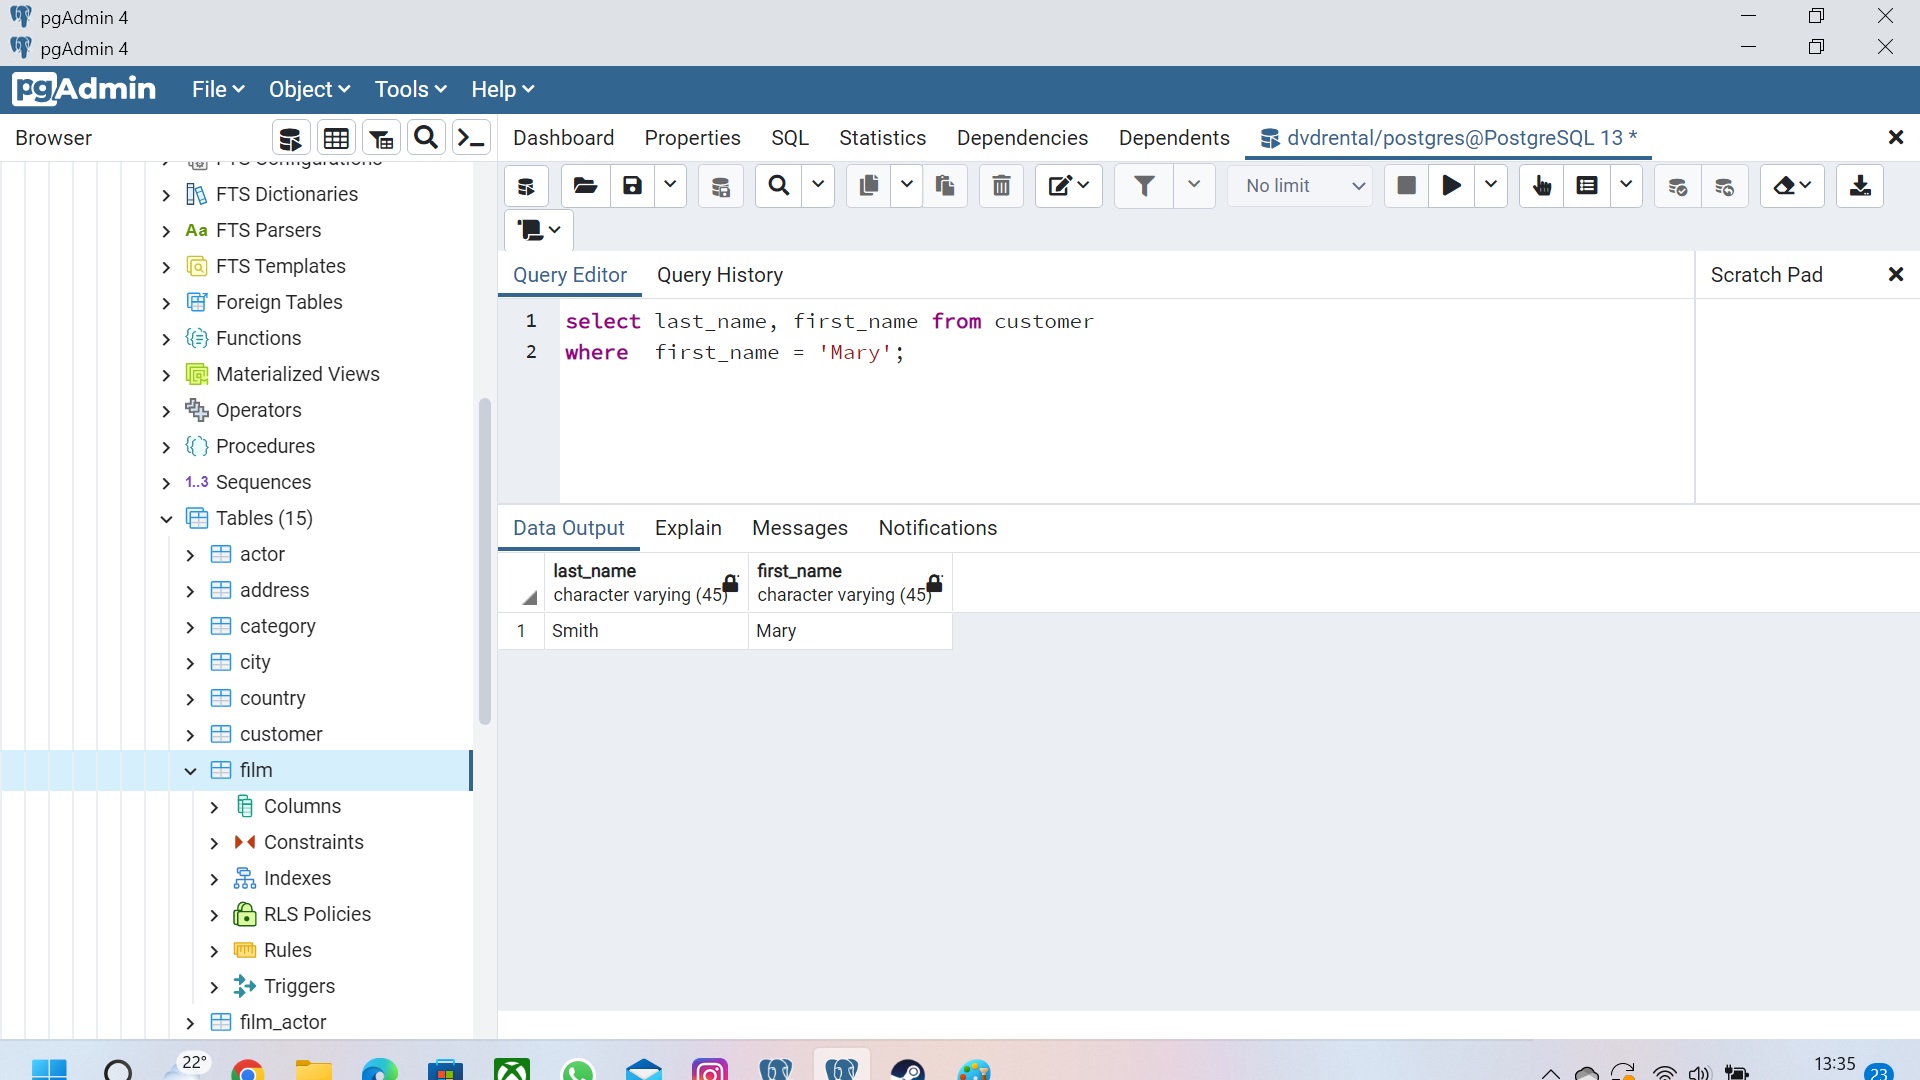 pgAdmin 4
pgAdmin 4
pgAdmin File Object Tools Help
Browser
Dashboard Properties SQL Statistics Dependencies Dependents dvdrental/postgres@PostgreSQL 13 *
No limit
FTS Configurations
FTS Dictionaries
Aa FTS Parsers
FTS Templates
Foreign Tables
Functions
Materialized Views
Operators
Procedures
1..3 Sequences
Tables (15)
actor
address
category
city
country
customer
film
Columns
Constraints
Indexes
RLS Policies
Rules
Triggers
film_actor
Query Editor Query History
Scratch Pad
1 select last_name, first_name from customer
2 where first_name = 'Mary';
Data Output Explain Messages Notifications
last_name first_name
character varying (45) character varying (45)
1 Smith Mary
22°
13:35
23